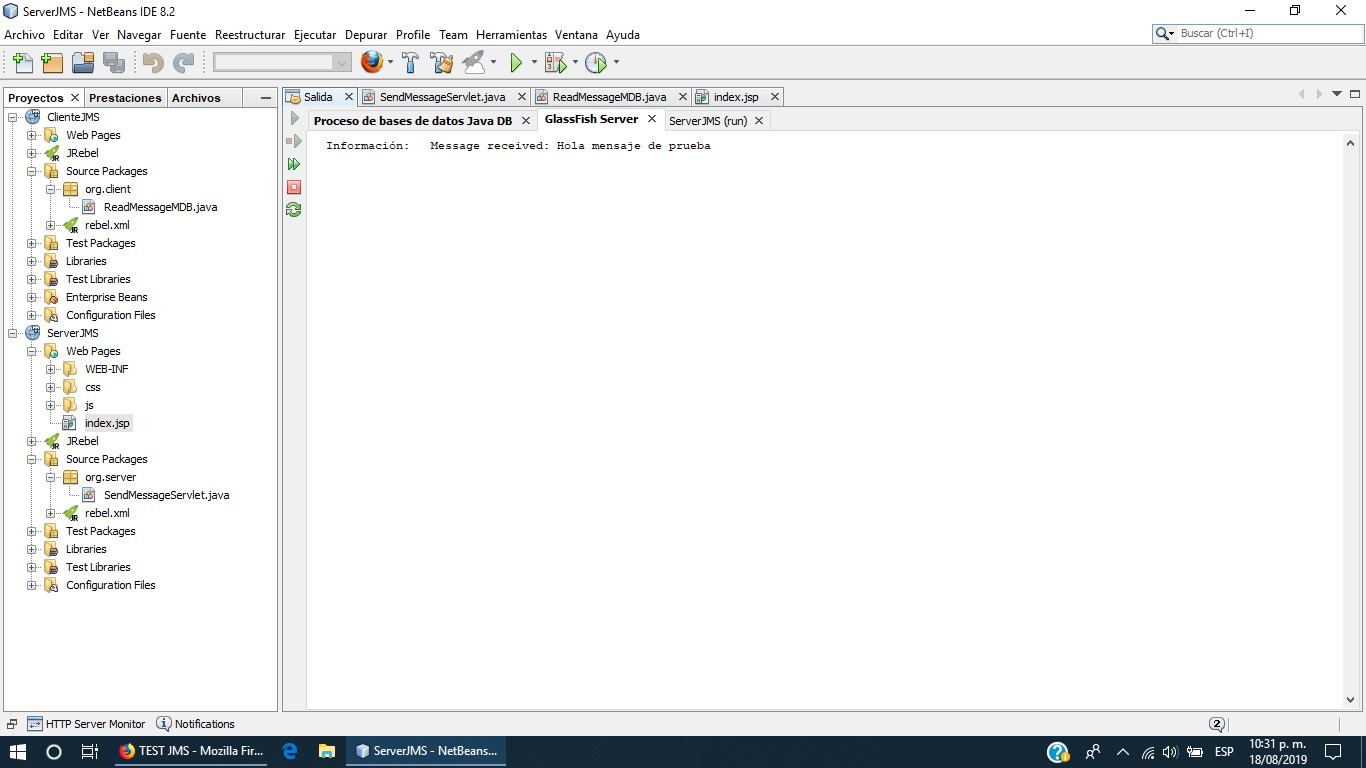 ServerJMS - NetBeans IDE 8.2
Archivo Editar Ver Navegar Fuente Reestructurar Ejecutar Depurar Profile Team Herramientas Ventana Ayuda
Buscar (Ctrl+I)
Proyectos Prestaciones Archivos
ClienteJMS
Web Pages
JRebel
Source Packages
org.client
ReadMessageMDB.java
rebel.xml
Test Packages
Libraries
Test Libraries
Enterprise Beans
Configuration Files
ServerJMS
Web Pages
WEB-INF
css
js
index.jsp
JRebel
Source Packages
org.server
SendMessageServlet.java
rebel.xml
Test Packages
Libraries
Test Libraries
Configuration Files
Salida SendMessageServlet.java ReadMessageMDB.java index.jsp
Proceso de bases de datos Java DB GlassFish Server ServerJMS (run)
Información: Message received: Hola mensaje de prueba
HTTP Server Monitor Notifications
2
TEST JMS - Mozilla Fir...
ServerJMS - NetBeans...
ESP
10:31 p. m.
18/08/2019